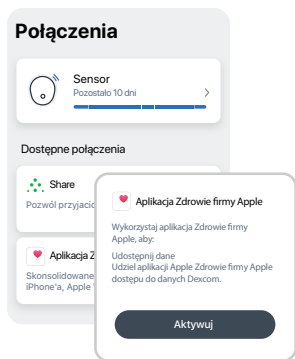 Połączenia
Sensor
Pozostało 10 dni
Dostępne połączenia
Share
Pozwól
Aplikacja
Skonsolidowane
iPhone'a, Apple
Aplikacja Zdrowie firmy Apple
Wykorzystaj aplikacja Zdrowie firmy
Apple, aby:
Udostępnij dane
Udziel aplikacji Apple Zdrowie firmy Apple
dostępu do danych Dexcom.
Aktywuj